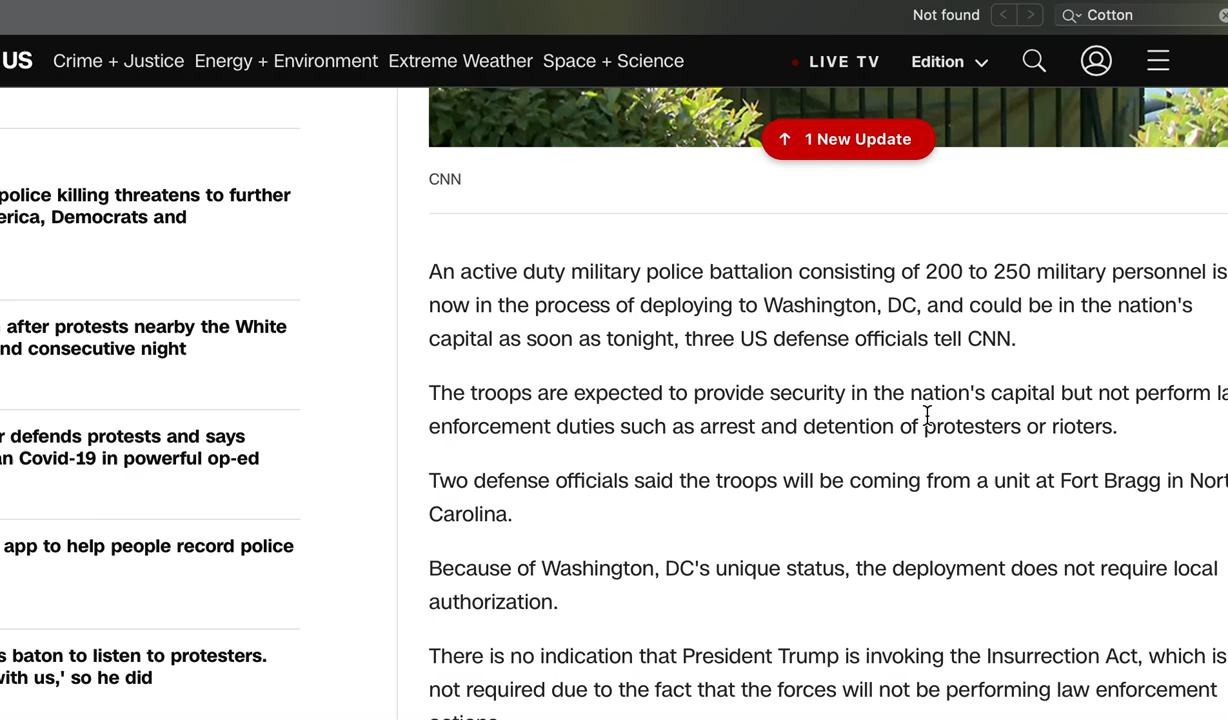 Not found
Cotton
US Crime + Justice Energy + Environment Extreme Weather Space + Science LIVE TV Edition
1 New Update
CNN
police killing threatens to further
Democrats and
after protests nearby the White
consecutive night
defends protests and says
Covid-19 in powerful op-ed
app to help people record police
baton to listen to protesters.
us,' so he did
An active duty military police battalion consisting of 200 to 250 military personnel is
now in the process of deploying to Washington, DC, and could be in the nation's
capital as soon as tonight, three US defense officials tell CNN.
The troops are expected to provide security in the nation's capital but not perform
enforcement duties such as arrest and detention of protesters or rioters.
Two defense officials said the troops will be coming from a unit at Fort Bragg in
Carolina.
Because of Washington, DC's unique status, the deployment does not require local
authorization.
There is no indication that President Trump is invoking the Insurrection Act, which is
not required due to the fact that the forces will not be performing law enforcement